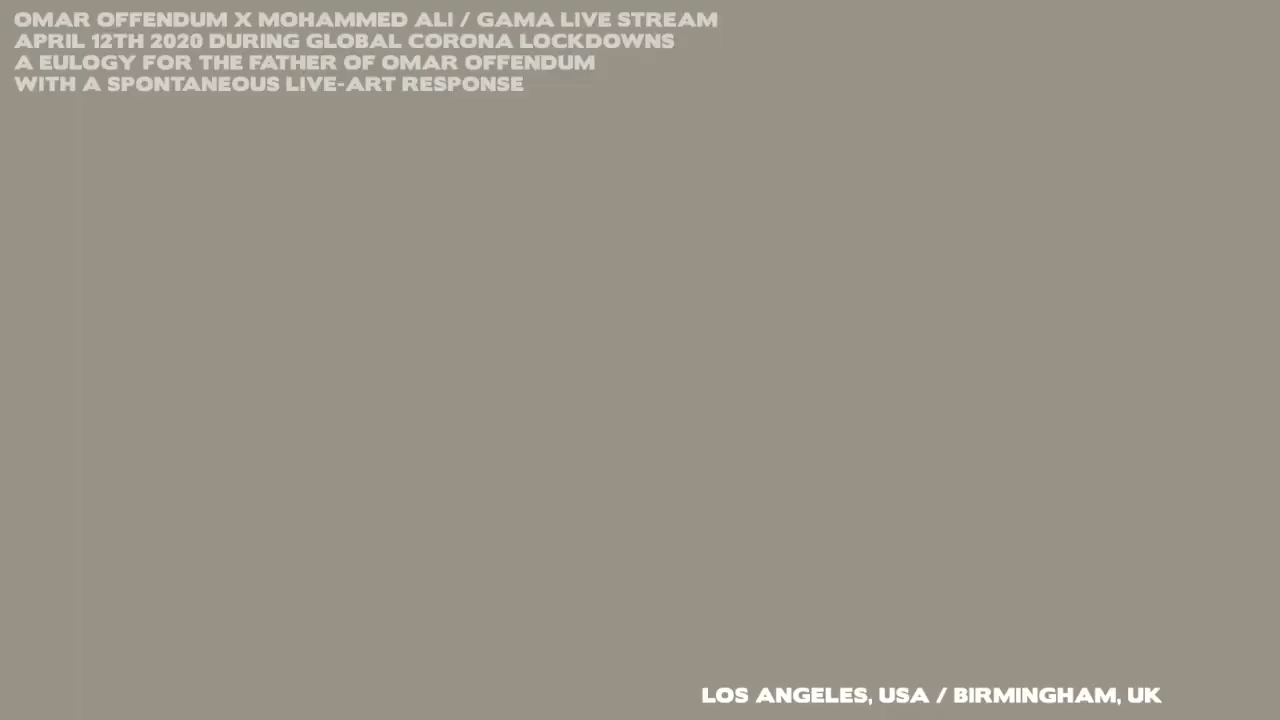 OMAR OFFENDUM X MOHAMMED ALI / GAMA LIVE STREAM
APRIL 12TH 2020 DURING GLOBAL CORONA LOCKDOWNS
A EULOGY FOR THE FATHER OF OMAR OFFENDUM
WITH A SPONTANEOUS LIVE-ART RESPONSE
LOS ANGELES, USA / BIRMINGHAM, UK